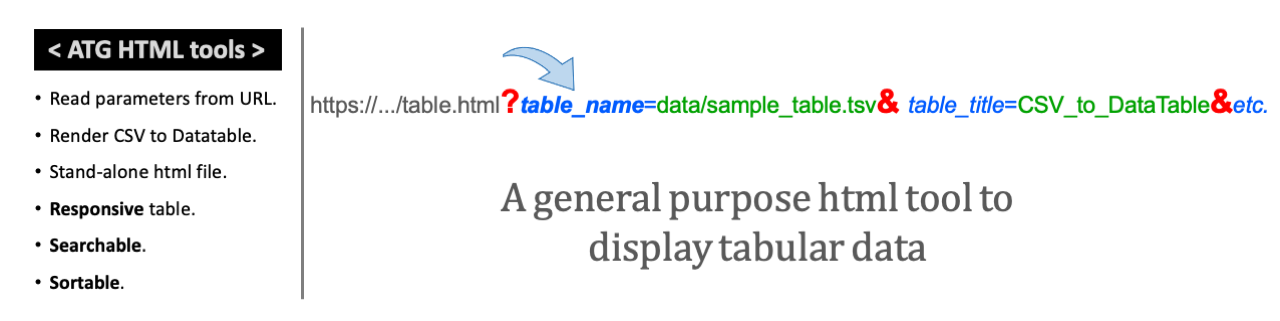 < ATG HTML tools >
• Read parameters from URL.
• Render CSV to Datatable.
• Stand-alone html file.
• Responsive table.
• Searchable.
• Sortable.
https://.../table.html?table_name=data/sample_table.tsv& table_title=CSV_to_DataTable&etc.
A general purpose html tool to
display tabular data